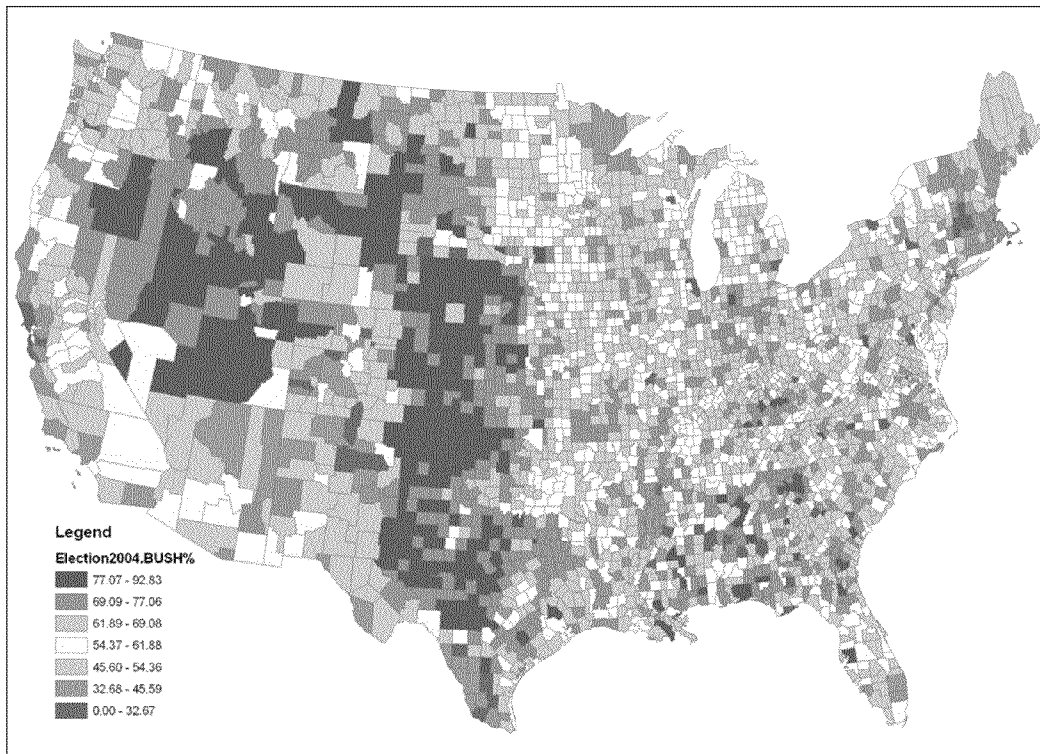 Legend
Election2004.BUSH%
77.07 - 92.83
69.09 - 77.06
61.89 - 69.08
54.37 - 61.88
45.60 - 54.36
32.68 - 45.59
0.00 - 32.67